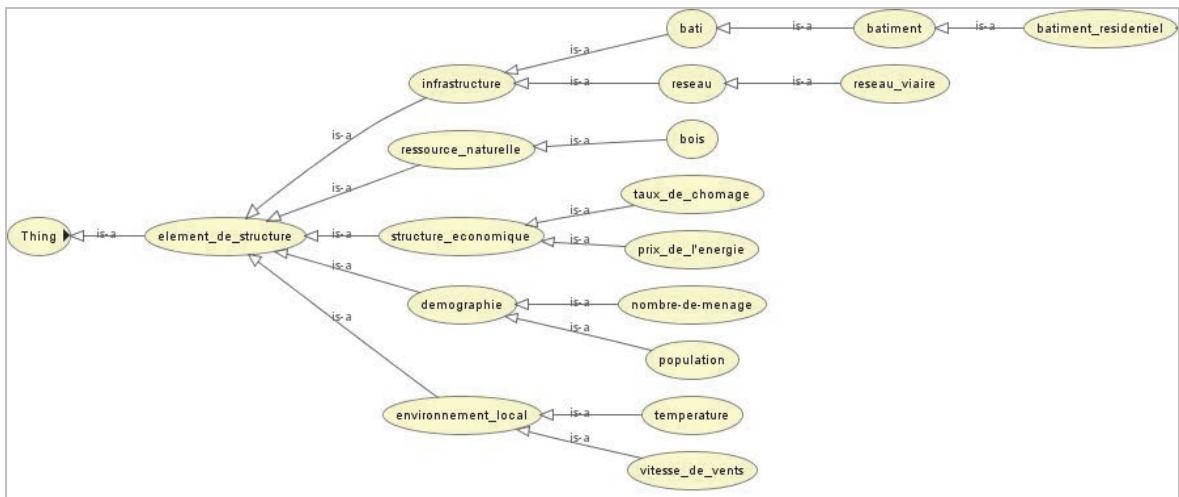 bati
is-a
batiment
is-a
batiment_residentiel
is-a
infrastructure
is-a
reseau
is-a
reseau_viaire
is-a
ressource_naturelle
is-a
bois
is-a
taux_de_chomage
is-a
Thing
is-a
element_de_structure
is-a
structure_economique
is-a
prix_de_l'energie
is-a
demographie
is-a
nombre-de-menage
is-a
population
is-a
environnement_local
is-a
temperature
is-a
vitesse_de_vents